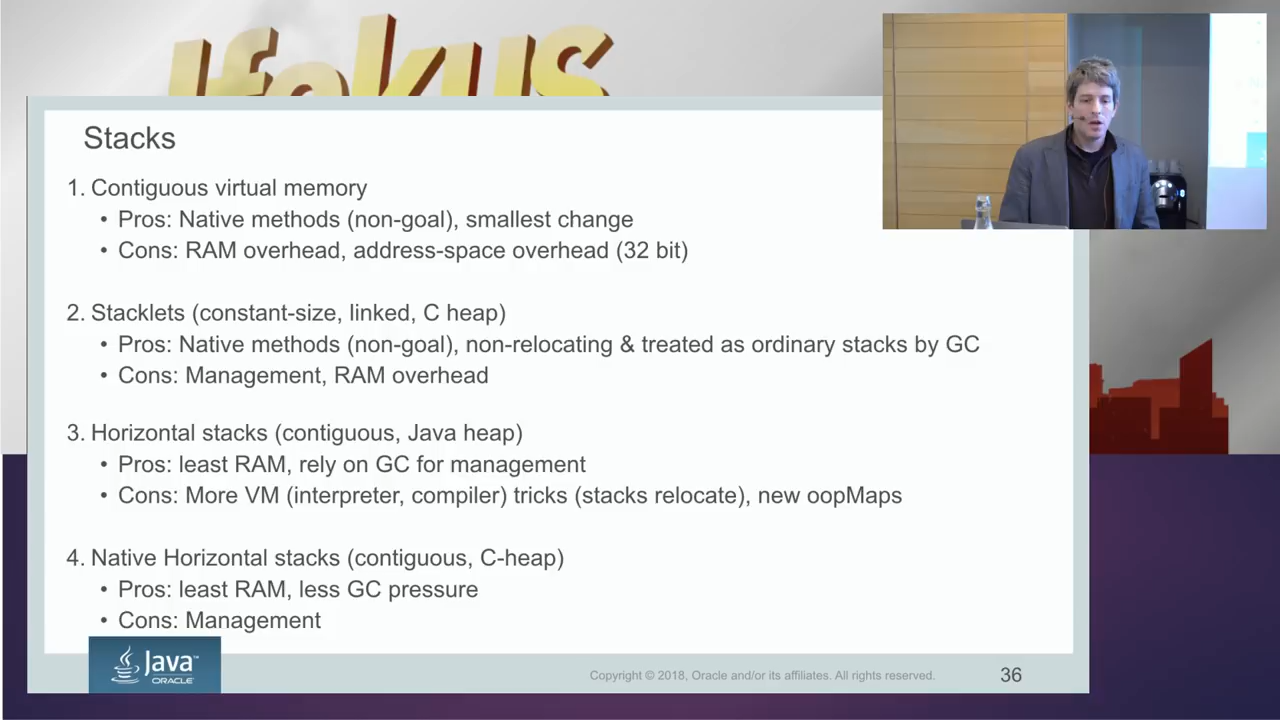 Jfokus
Stacks
1. Contiguous virtual memory
• Pros: Native methods (non-goal), smallest change
• Cons: RAM overhead, address-space overhead (32 bit)
2. Stacklets (constant-size, linked, C heap)
• Pros: Native methods (non-goal), non-relocating & treated as ordinary stacks by GC
• Cons: Management, RAM overhead
3. Horizontal stacks (contiguous, Java heap)
• Pros: least RAM, rely on GC for management
• Cons: More VM (interpreter, compiler) tricks (stacks relocate), new oopMaps
4. Native Horizontal stacks (contiguous, C-heap)
• Pros: least RAM, less GC pressure
• Cons: Management
Java™
ORACLE
Copyright © 2018, Oracle and/or its affiliates. All rights reserved.
36